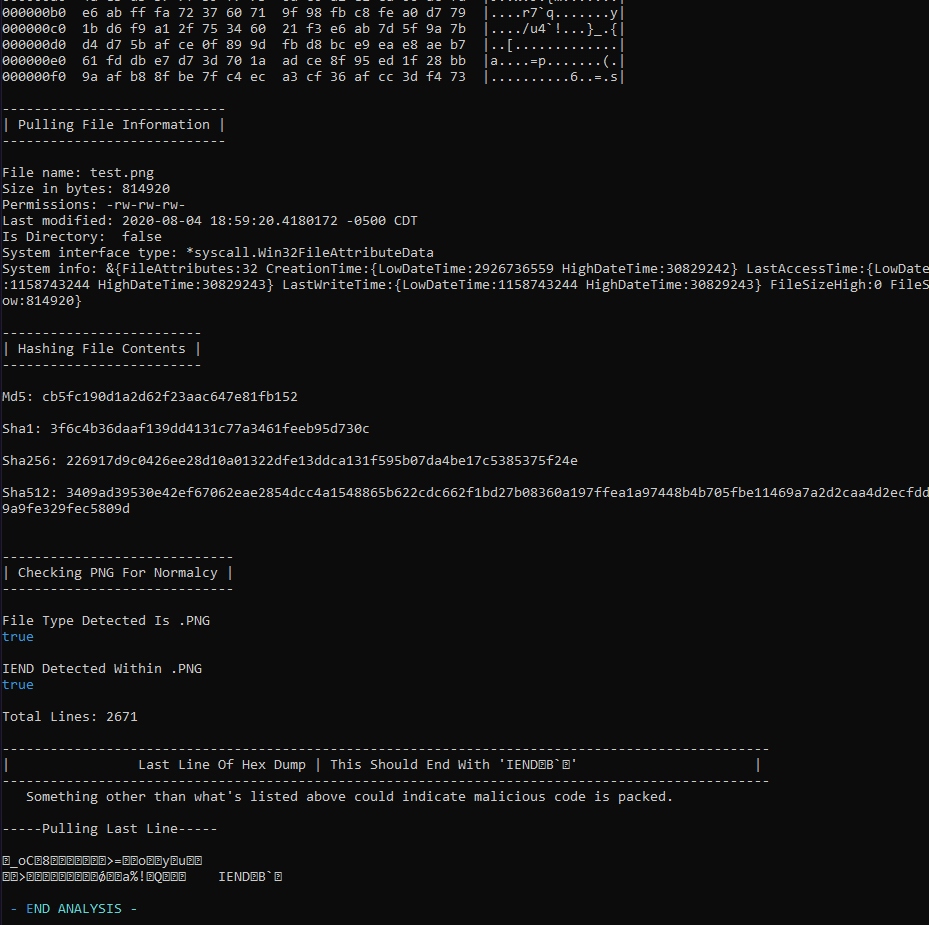 000000b0  e6 ab ff fa 72 37 60 71  9f 98 fb c8 fe a0 d7 79  |....r7`q.......y|
000000c0  1b d6 f9 a1 2f 75 34 60  21 f3 e6 ab 7d 5f 9a 7b  |..../u4`!...}_.{|
000000d0  d4 d7 5b af ce 0f 89 9d  fb d8 bc e9 ea e8 ae b7  |..[.............|
000000e0  61 fd db e7 d7 3d 70 1a  ad ce 8f 95 ed 1f 28 bb  |a....=p.......(.|
000000f0  9a af b8 8f be 7f c4 ec  a3 cf 36 af cc 3d f4 73  |..........6..=.s|
----------------------------
| Pulling File Information |
----------------------------
File name: test.png
Size in bytes: 814920
Permissions: -rw-rw-rw-
Last modified: 2020-08-04 18:59:20.4180172 -0500 CDT
Is Directory:  false
System interface type: *syscall.Win32FileAttributeData
System info: &{FileAttributes:32 CreationTime:{LowDateTime:2926736559 HighDateTime:30829242} LastAccessTime:{LowDate
:1158743244 HighDateTime:30829243} LastWriteTime:{LowDateTime:1158743244 HighDateTime:30829243} FileSizeHigh:0 FileS
ow:814920}
-------------------------
| Hashing File Contents |
-------------------------
Md5: cb5fc190d1a2d62f23aac647e81fb152
Sha1: 3f6c4b36daaf139dd4131c77a3461feeb95d730c
Sha256: 226917d9c0426ee28d10a01322dfe13ddca131f595b07da4be17c5385375f24e
Sha512: 3409ad39530e42ef67062eae2854dcc4a1548865b622cdc662f1bd27b08360a197ffea1a97448b4b705fbe11469a7a2d2caa4d2ecfdd
9a9fe329fec5809d
-----------------------------
| Checking PNG For Normalcy |
-----------------------------
File Type Detected Is .PNG
true
IEND Detected Within .PNG
true
Total Lines: 2671
------------------------------------------------------------------------------------------------
|                Last Line Of Hex Dump | This Should End With 'IEND�B`�'                      |
------------------------------------------------------------------------------------------------
Something other than what's listed above could indicate malicious code is packed.
-----Pulling Last Line-----
�_oC�8�������>=��o��y�u��
��>���������ǿ��a%!�Q���    IEND�B`�
- END ANALYSIS -